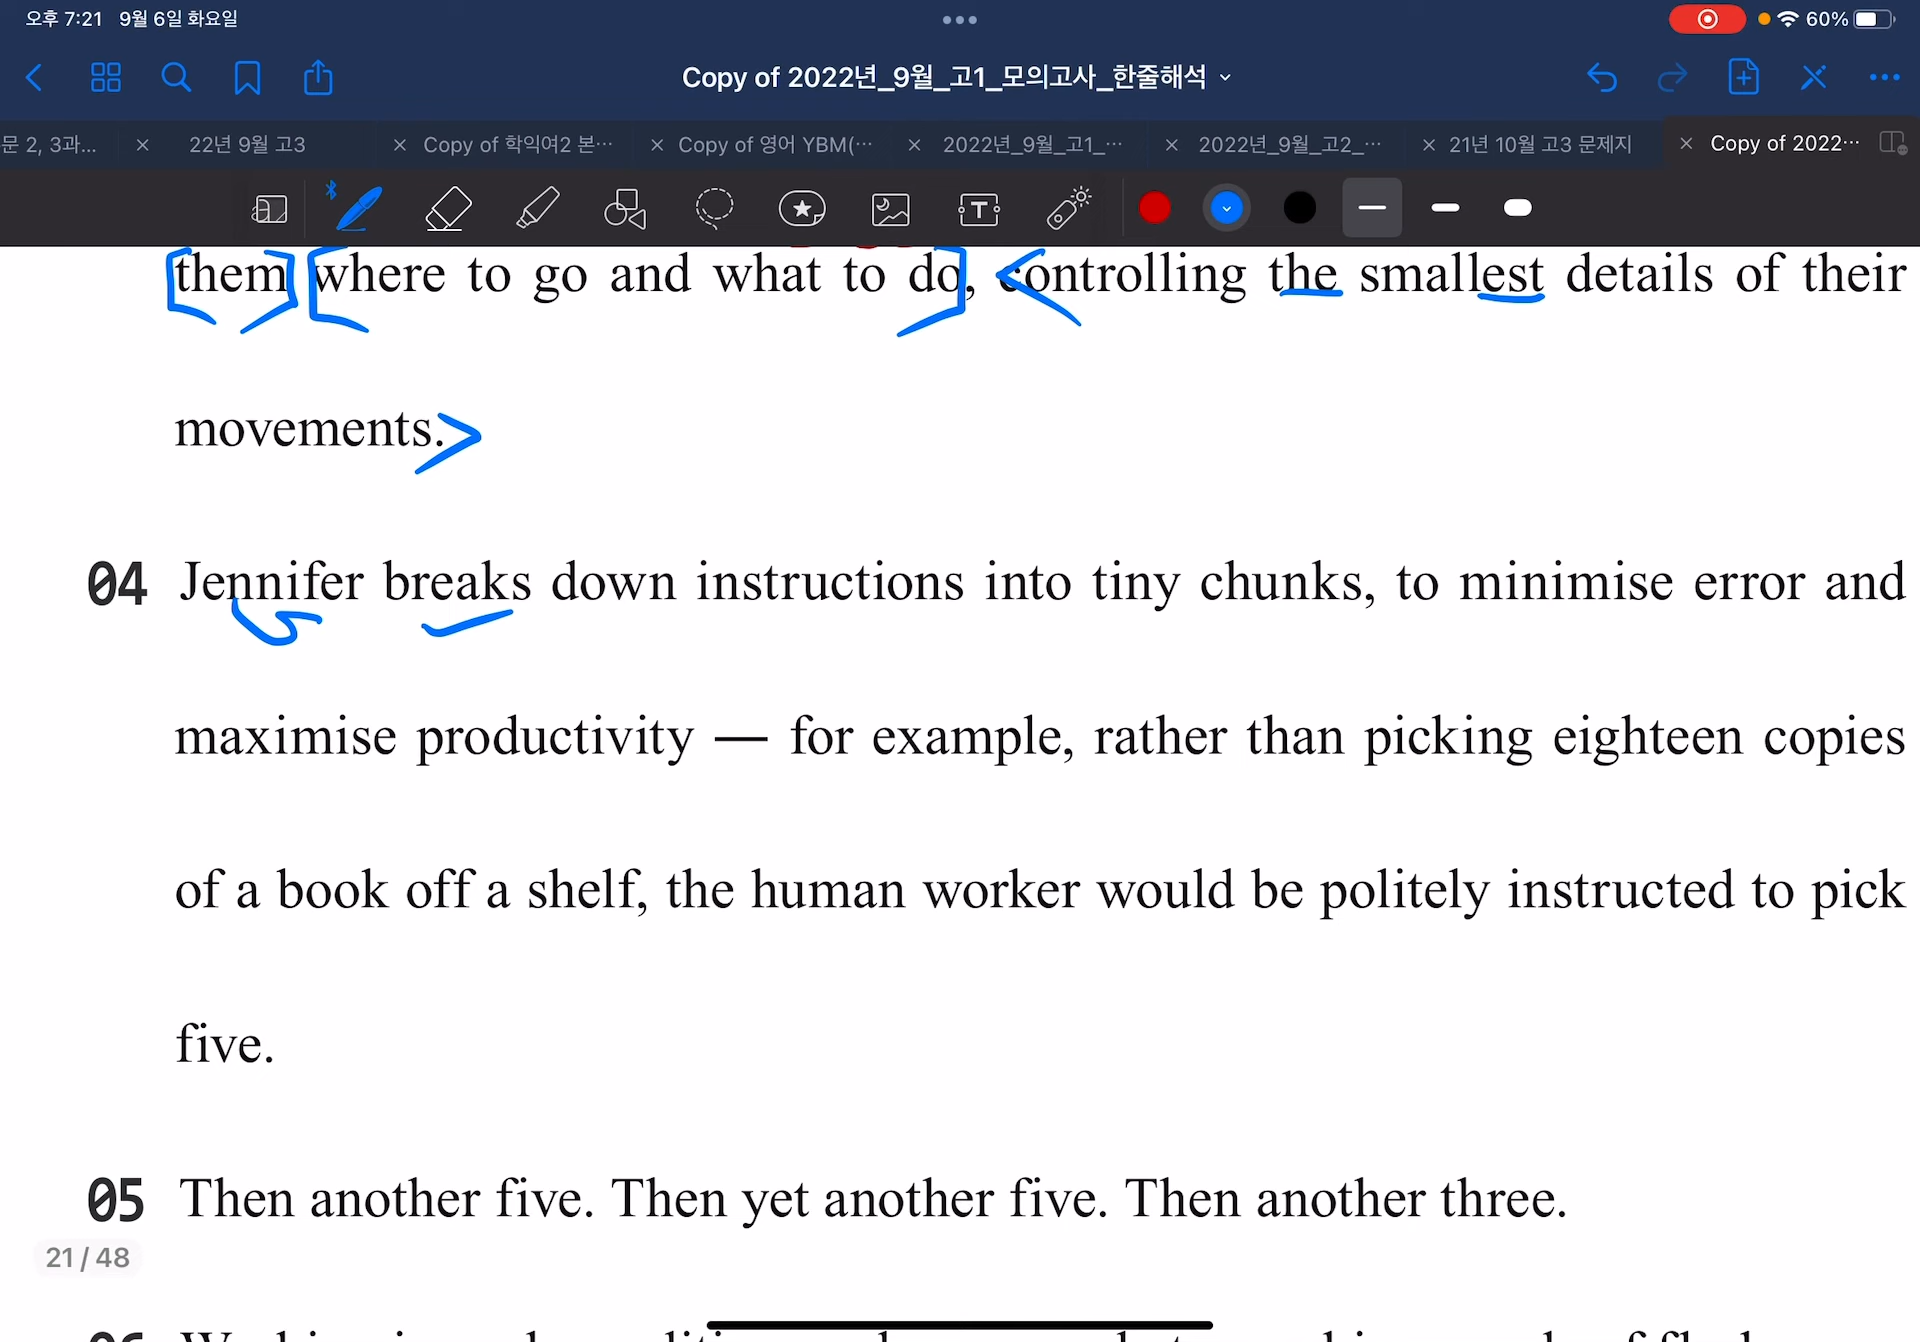 오후 7:21 9월 6일 화요일 60%
Copy of 2022년_9월_고1_모의고사_한줄해석
문 2, 3과... 22년 9월 고3 Copy of 학익여2 본... Copy of 영어 YBM(... 2022년_9월_고1_... 2022년_9월_고2_... 21년 10월 고3 문제지 Copy of 2022...
them where to go and what to do, controlling the smallest details of their
movements.
04 Jennifer breaks down instructions into tiny chunks, to minimise error and
maximise productivity — for example, rather than picking eighteen copies
of a book off a shelf, the human worker would be politely instructed to pick
five.
05 Then another five. Then yet another five. Then another three.
21 / 48